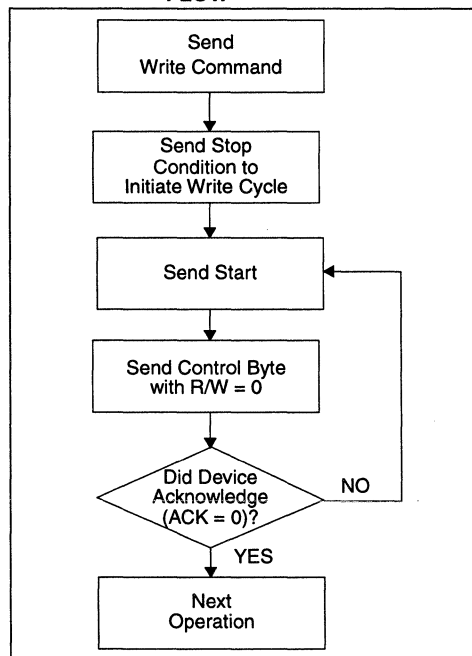 FLOW
Send
Write Command
Send Stop
Condition to
Initiate Write Cycle
Send Start
Send Control Byte
with R/W = 0
Did Device
Acknowledge
(ACK = 0)?
NO
YES
Next
Operation